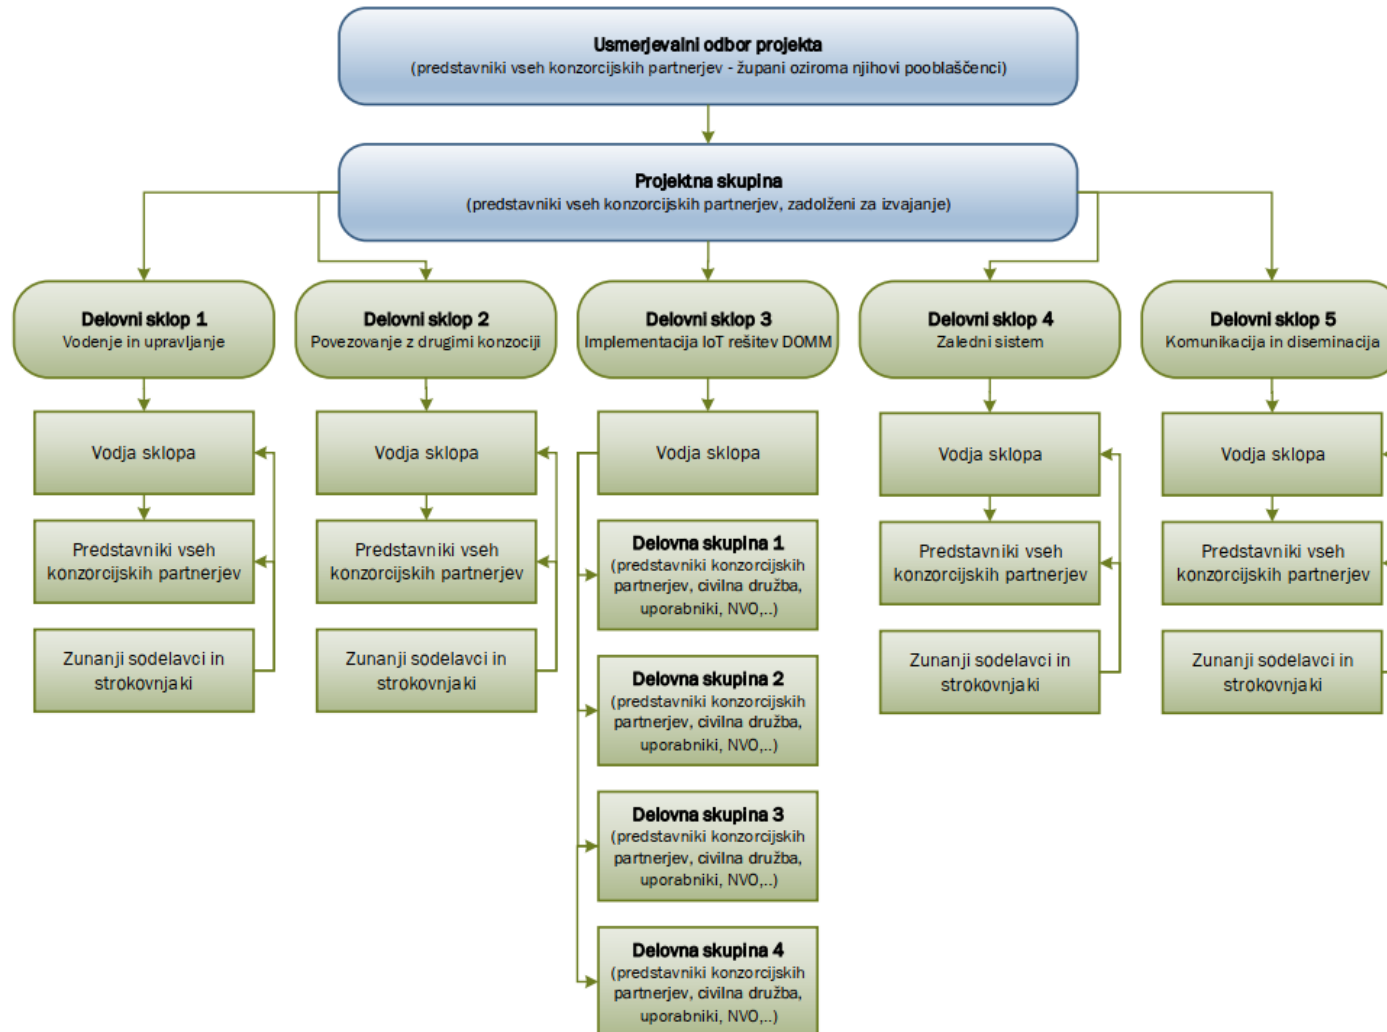 Usmerjevalni odbor projekta
(predstavniki vseh konzorcijskih partnerjev - župani oziroma njihovi pooblaščenci)
Projektna skupina
(predstavniki vseh konzorcijskih partnerjev, zadolženi za izvajanje)
Delovni sklop 1
Vodenje in upravljanje
Delovni sklop 2
Povezovanje z drugimi konzociji
Delovni sklop 3
Implementacija IoT rešitev DOMM
Delovni sklop 4
Zaledni sistem
Delovni sklop 5
Komunikacija in diseminacija
Vodja sklopa
Predstavniki vseh
konzorcijskih partnerjev
Zunanji sodelavci in
strokovnjaki
Vodja sklopa
Predstavniki vseh
konzorcijskih partnerjev
Zunanji sodelavci in
strokovnjaki
Vodja sklopa
Delovna skupina 1
(predstavniki konzorcijskih
partnerjev, civilna družba,
uporabniki, NVO,..)
Delovna skupina 2
(predstavniki konzorcijskih
partnerjev, civilna družba,
uporabniki, NVO,..)
Delovna skupina 3
(predstavniki konzorcijskih
partnerjev, civilna družba,
uporabniki, NVO,..)
Delovna skupina 4
(predstavniki konzorcijskih
partnerjev, civilna družba,
uporabniki, NVO,..)
Vodja sklopa
Predstavniki vseh
konzorcijskih partnerjev
Zunanji sodelavci in
strokovnjaki
Vodja sklopa
Predstavniki vseh
konzorcijskih partnerjev
Zunanji sodelavci in
strokovnjaki